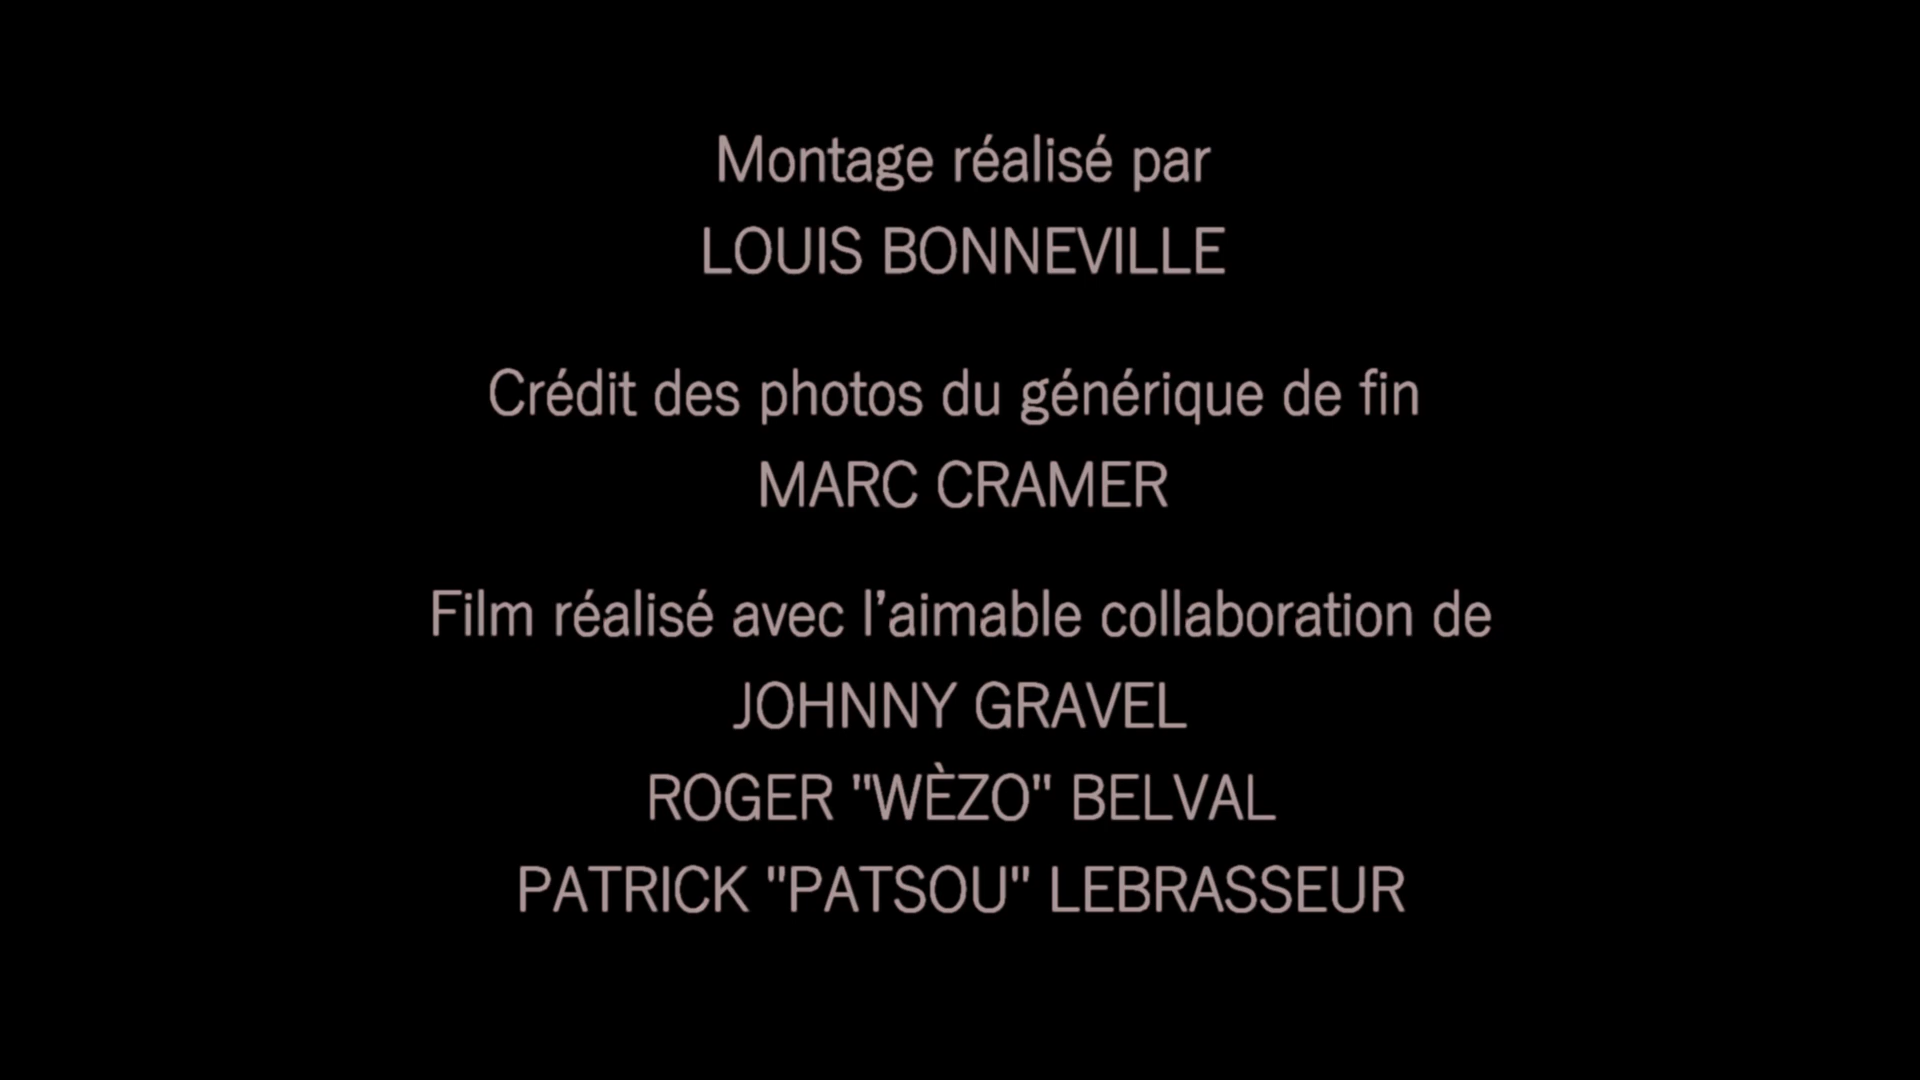 Montage réalisé par
LOUIS BONNEVILLE
Crédit des photos du générique de fin
MARC CRAMER
Film réalisé avec l’aimable collaboration de
JOHNNY GRAVEL
ROGER "WÈZO" BELVAL
PATRICK "PATSOU" LEBRASSEUR